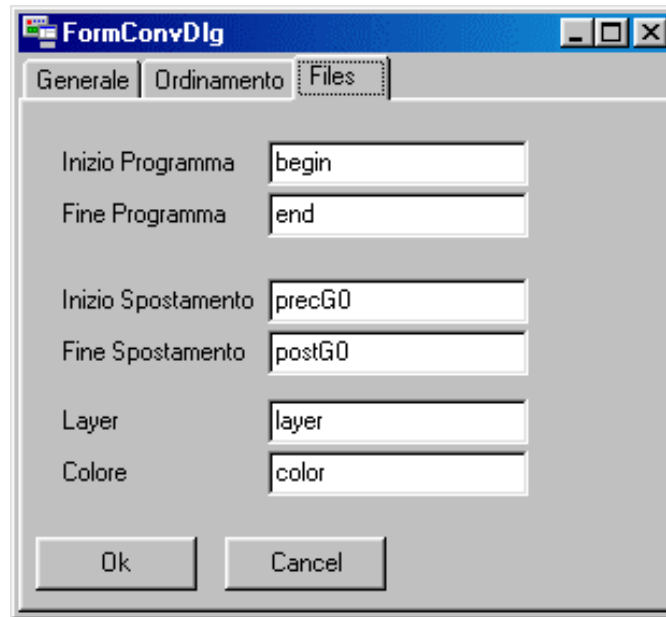 FormConvDlg
Generale Ordinamento Files
Inizio Programma begin
Fine Programma end
Inizio Spostamento precG0
Fine Spostamento postG0
Layer layer
Colore color
Ok Cancel